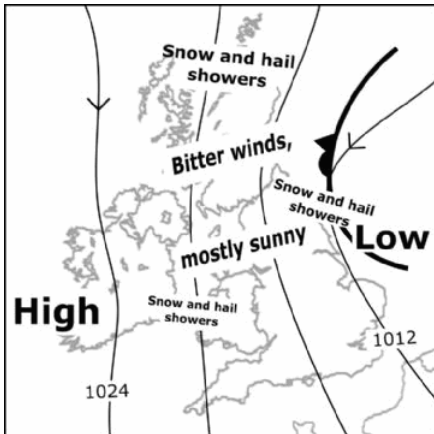 Snow and hail
showers
Bitter winds,
Snow and hail
showers
mostly sunny
Low
High
Snow and hail
showers
1012
1024